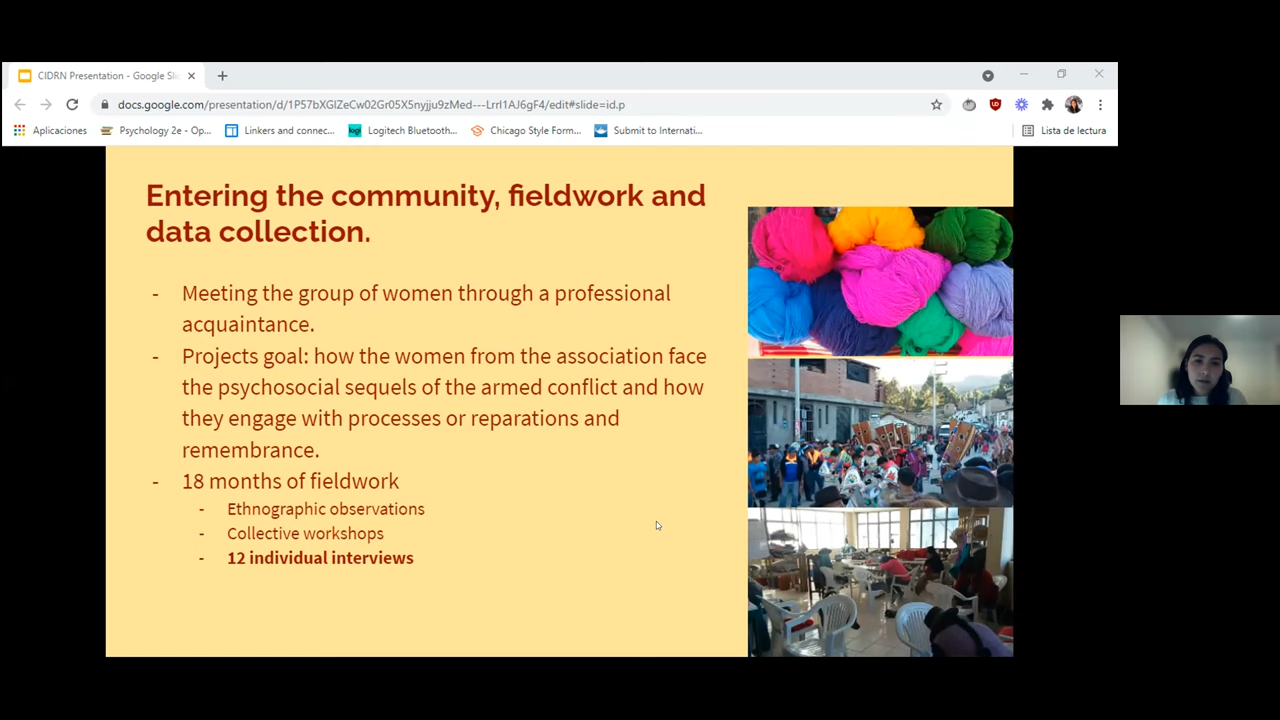 CIDRN Presentation - Google Sli
docs.google.com/presentation/d/1P57bXGlZeCw02Gr05X5nyjju9zMed---LrrI1AJ6gF4/edit#slide=id.p
Aplicaciones
Psychology 2e - Op...
Linkers and connec...
Logitech Bluetooth...
Chicago Style Form...
Submit to Internati...
Lista de lectura
Entering the community, fieldwork and
data collection.
- Meeting the group of women through a professional
acquaintance.
- Projects goal: how the women from the association face
the psychosocial sequels of the armed conflict and how
they engage with processes or reparations and
remembrance.
- 18 months of fieldwork
- Ethnographic observations
- Collective workshops
- 12 individual interviews